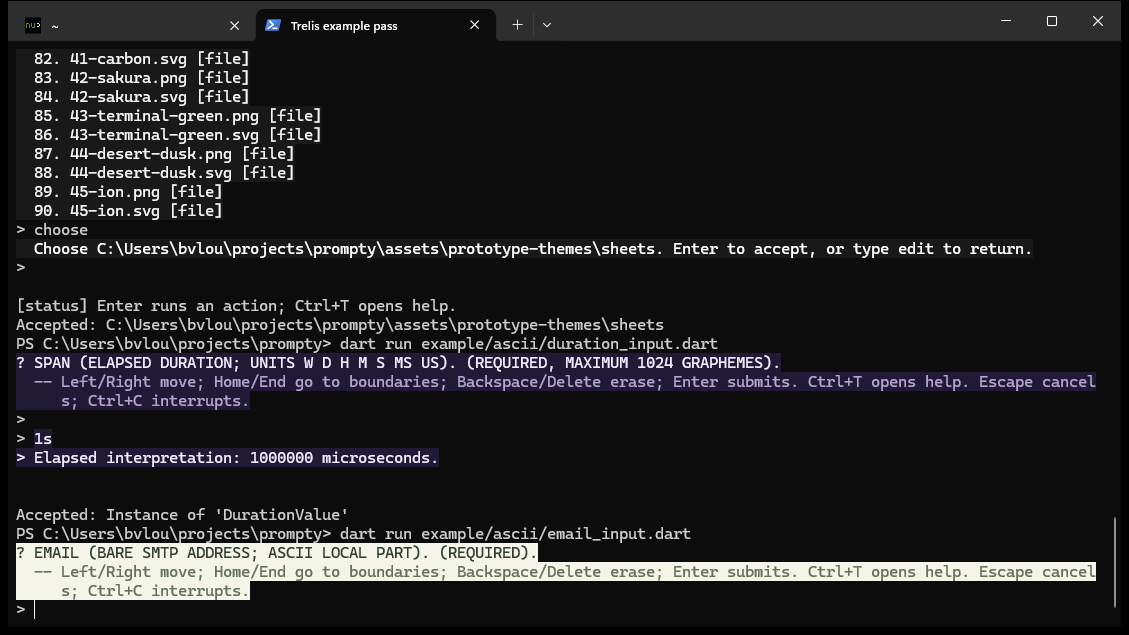 nu> ~
Trelis example pass
82. 41-carbon.svg [file]
83. 42-sakura.png [file]
84. 42-sakura.svg [file]
85. 43-terminal-green.png [file]
86. 43-terminal-green.svg [file]
87. 44-desert-dusk.png [file]
88. 44-desert-dusk.svg [file]
89. 45-ion.png [file]
90. 45-ion.svg [file]
> choose
Choose C:\Users\bvlou\projects\prompty\assets\prototype-themes\sheets. Enter to accept, or type edit to return.
>
[status] Enter runs an action; Ctrl+T opens help.
Accepted: C:\Users\bvlou\projects\prompty\assets\prototype-themes\sheets
PS C:\Users\bvlou\projects\prompty> dart run example/ascii/duration_input.dart
? SPAN (ELAPSED DURATION; UNITS W D H M S MS US). (REQUIRED, MAXIMUM 1024 GRAPHEMES).
-- Left/Right move; Home/End go to boundaries; Backspace/Delete erase; Enter submits. Ctrl+T opens help. Escape cancel
s; Ctrl+C interrupts.
>
> 1s
> Elapsed interpretation: 1000000 microseconds.
Accepted: Instance of 'DurationValue'
PS C:\Users\bvlou\projects\prompty> dart run example/ascii/email_input.dart
? EMAIL (BARE SMTP ADDRESS; ASCII LOCAL PART). (REQUIRED).
-- Left/Right move; Home/End go to boundaries; Backspace/Delete erase; Enter submits. Ctrl+T opens help. Escape cancel
s; Ctrl+C interrupts.
>